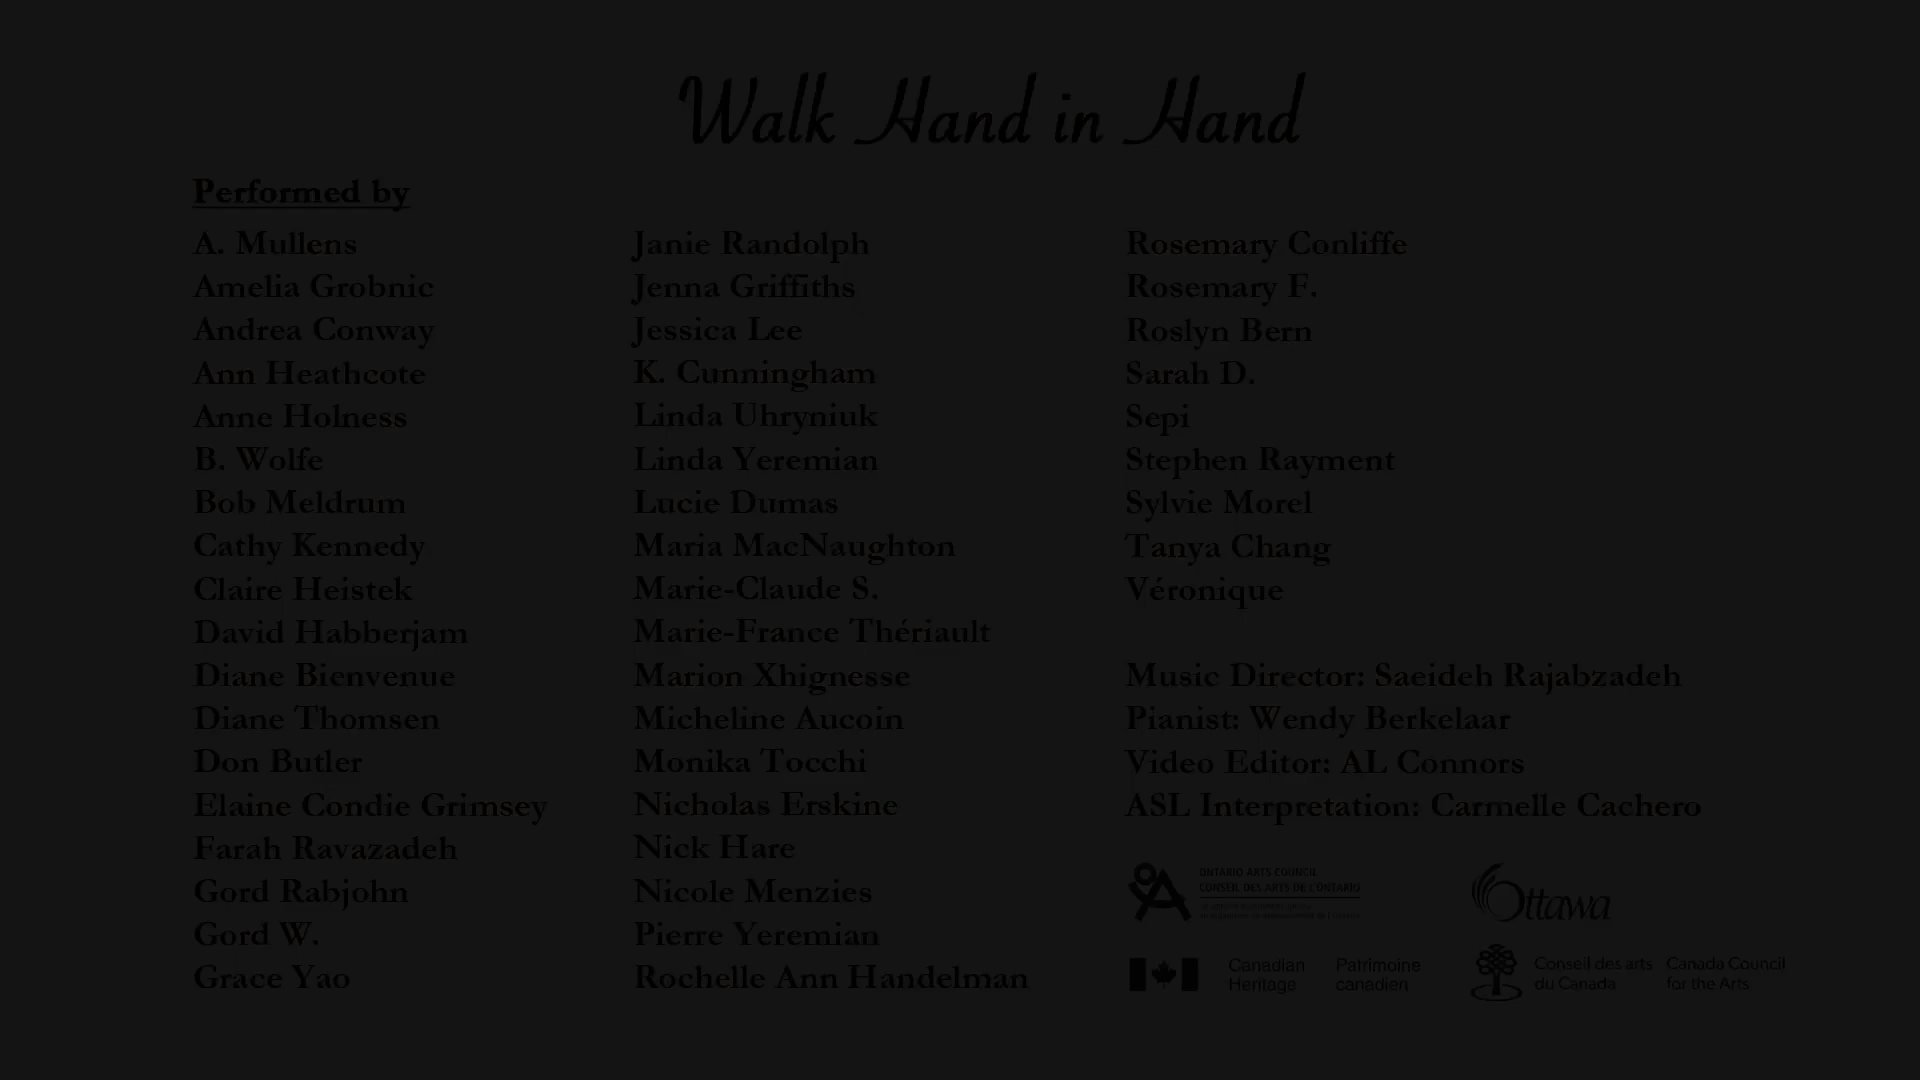 Walk Hand in Hand
Performed by
A. Mullens
Amelia Grobnic
Andrea Conway
Ann Heathcote
Anne Holness
B. Wolfe
Bob Meldrum
Cathy Kennedy
Claire Heistek
David Habberjam
Diane Bienvenue
Diane Thomsen
Don Butler
Elaine Condie Grimsey
Farah Ravazadeh
Gord Rabjohn
Gord W.
Grace Yao
Janie Randolph
Jenna Griffiths
Jessica Lee
K. Cunningham
Linda Uhryniuk
Linda Yeremian
Lucie Dumas
Maria MacNaughton
Marie-Claude S.
Marie-France Thériault
Marion Xhignesse
Micheline Aucoin
Monika Tocchi
Nicholas Erskine
Nick Hare
Nicole Menzies
Pierre Yeremian
Rochelle Ann Handelman
Rosemary Conliffe
Rosemary F.
Roslyn Bern
Sarah D.
Sepi
Stephen Rayment
Sylvie Morel
Tanya Chang
Véronique
Music Director: Saeideh Rajabzadeh
Pianist: Wendy Berkelaar
Video Editor: AL Connors
ASL Interpretation: Carmelle Cachero
ONTARIO ARTS COUNCIL
CONSEIL DES ARTS DE L'ONTARIO
Ottawa
Canadian Heritage
Patrimoine canadien
Conseil des arts du Canada
Canada Council for the Arts